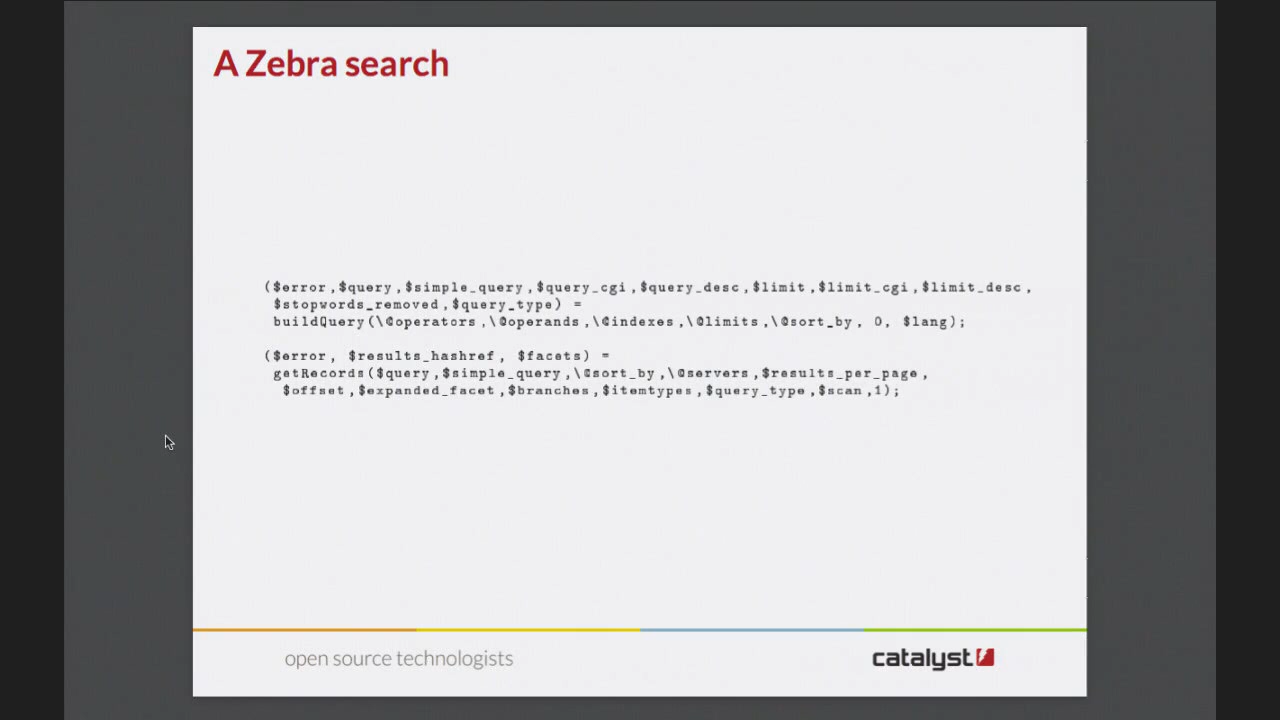 A Zebra search
($error,$query,$simple_query,$query_cgi,$query_desc,$limit,$limit_cgi,$limit_desc,
$stopwords_removed,$query_type) =
buildQuery(\@operators,\@operands,\@indexes,\@limits,\@sort_by, 0, $lang);
($error, $results_hashref, $facets) =
getRecords($query,$simple_query,\@sort_by,\@servers,$results_per_page,
$offset,$expanded_facet,$branches,$itemtypes,$query_type,$scan,1);
open source technologists
catalyst